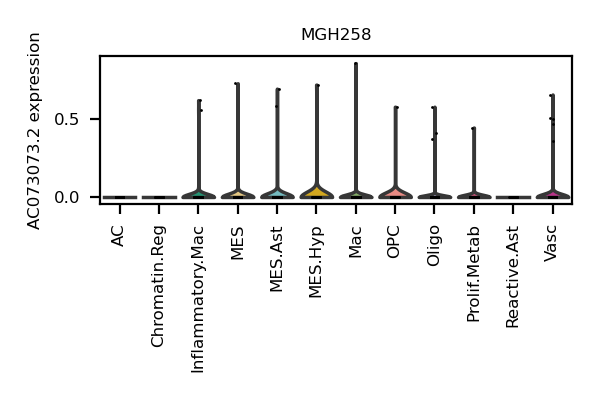 MGH258
AC073073.2 expression
0.5
0.0
AC
Chromatin.Reg
Inflammatory.Mac
MES
MES.Ast
MES.Hyp
Mac
OPC
Oligo
Prolif.Metab
Reactive.Ast
Vasc